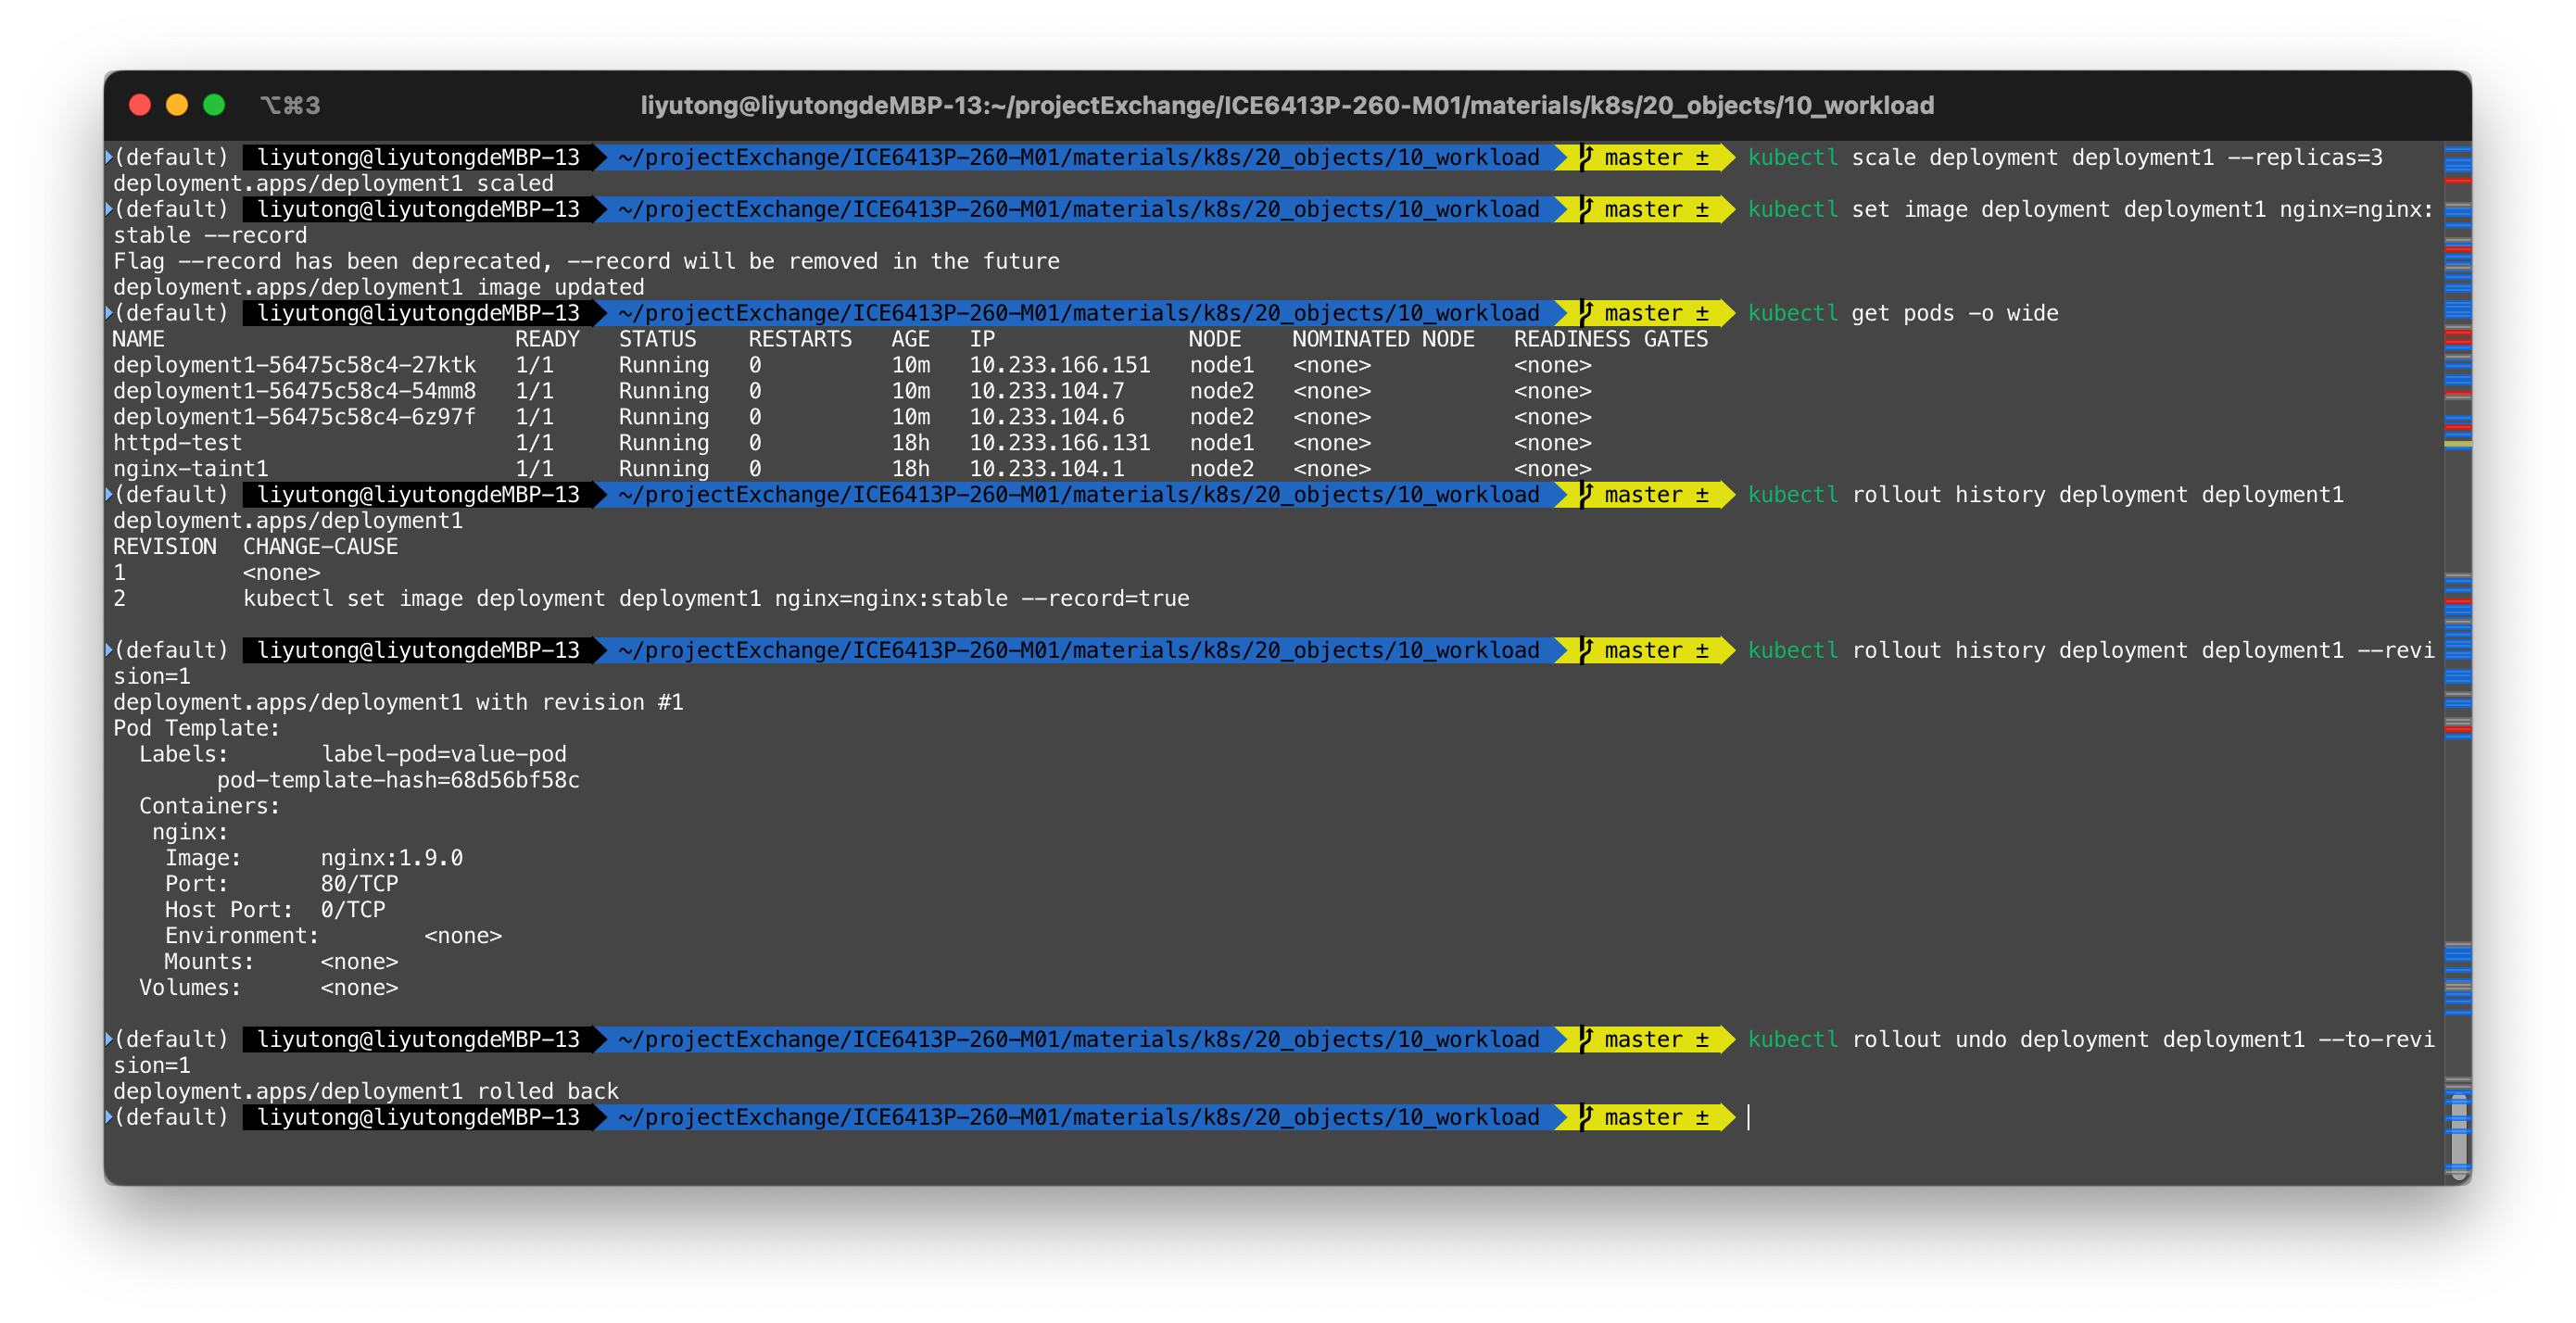 ⌥⌘3 liyutong@liyutongdeMBP-13:~/projectExchange/ICE6413P-260-M01/materials/k8s/20_objects/10_workload
(default) liyutong@liyutongdeMBP-13 ~/projectExchange/ICE6413P-260-M01/materials/k8s/20_objects/10_workload master ± kubectl scale deployment deployment1 --replicas=3
deployment.apps/deployment1 scaled
(default) liyutong@liyutongdeMBP-13 ~/projectExchange/ICE6413P-260-M01/materials/k8s/20_objects/10_workload master ± kubectl set image deployment deployment1 nginx=nginx:
stable --record
Flag --record has been deprecated, --record will be removed in the future
deployment.apps/deployment1 image updated
(default) liyutong@liyutongdeMBP-13 ~/projectExchange/ICE6413P-260-M01/materials/k8s/20_objects/10_workload master ± kubectl get pods -o wide
NAME READY STATUS RESTARTS AGE IP NODE NOMINATED NODE READINESS GATES
deployment1-56475c58c4-27ktk 1/1 Running 0 10m 10.233.166.151 node1 <none> <none>
deployment1-56475c58c4-54mm8 1/1 Running 0 10m 10.233.104.7 node2 <none> <none>
deployment1-56475c58c4-6z97f 1/1 Running 0 10m 10.233.104.6 node2 <none> <none>
httpd-test 1/1 Running 0 18h 10.233.166.131 node1 <none> <none>
nginx-taint1 1/1 Running 0 18h 10.233.104.1 node2 <none> <none>
(default) liyutong@liyutongdeMBP-13 ~/projectExchange/ICE6413P-260-M01/materials/k8s/20_objects/10_workload master ± kubectl rollout history deployment deployment1
deployment.apps/deployment1
REVISION CHANGE-CAUSE
1 <none>
2 kubectl set image deployment deployment1 nginx=nginx:stable --record=true
(default) liyutong@liyutongdeMBP-13 ~/projectExchange/ICE6413P-260-M01/materials/k8s/20_objects/10_workload master ± kubectl rollout history deployment deployment1 --revi
sion=1
deployment.apps/deployment1 with revision #1
Pod Template:
Labels: label-pod=value-pod
pod-template-hash=68d56bf58c
Containers:
nginx:
Image: nginx:1.9.0
Port: 80/TCP
Host Port: 0/TCP
Environment: <none>
Mounts: <none>
Volumes: <none>
(default) liyutong@liyutongdeMBP-13 ~/projectExchange/ICE6413P-260-M01/materials/k8s/20_objects/10_workload master ± kubectl rollout undo deployment deployment1 --to-revi
sion=1
deployment.apps/deployment1 rolled back
(default) liyutong@liyutongdeMBP-13 ~/projectExchange/ICE6413P-260-M01/materials/k8s/20_objects/10_workload master ±